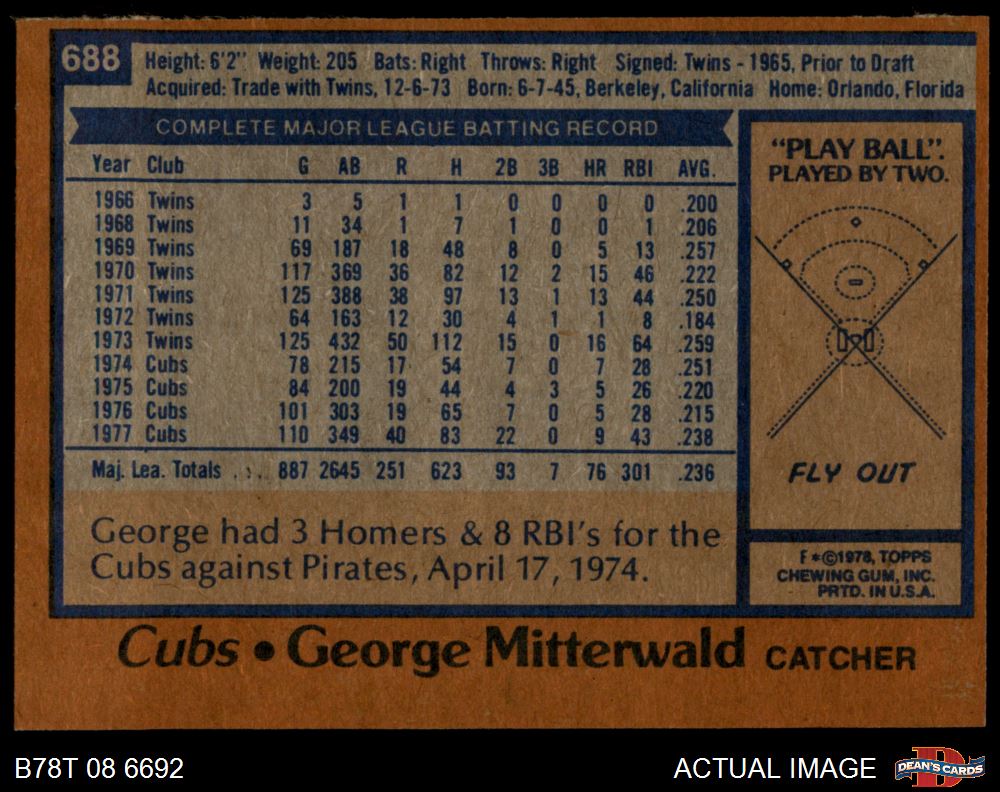 688
Height: 6'2" Weight: 205 Bats: Right Throws: Right Signed: Twins - 1965, Prior to Draft
Acquired: Trade with Twins, 12-6-73 Born: 6-7-45, Berkeley, California Home: Orlando, Florida
COMPLETE MAJOR LEAGUE BATTING RECORD
Year Club G AB R H 2B 3B HR RBI AVG.
1966 Twins 3 5 1 1 0 0 0 0 .200
1968 Twins 11 34 1 7 1 0 0 1 .206
1969 Twins 69 187 18 48 8 0 5 13 .257
1970 Twins 117 369 36 82 12 2 15 46 .222
1971 Twins 125 388 38 97 13 1 13 44 .250
1972 Twins 64 163 12 30 4 1 1 8 .184
1973 Twins 125 432 50 112 15 0 16 64 .259
1974 Cubs 78 215 17 54 7 0 7 28 .251
1975 Cubs 84 200 19 44 4 3 5 26 .220
1976 Cubs 101 303 19 65 7 0 5 28 .215
1977 Cubs 110 349 40 83 22 0 9 43 .238
Maj. Lea. Totals . . . 887 2645 251 623 93 7 76 301 .236
George had 3 Homers & 8 RBI's for the
Cubs against Pirates, April 17, 1974.
"PLAY BALL".
PLAYED BY TWO.
FLY OUT
F *©1978, TOPPS
CHEWING GUM, INC.
PRTD. IN U.S.A.
Cubs • George Mitterwald CATCHER
B78T 08 6692
ACTUAL IMAGE
DEAN'S CARDS